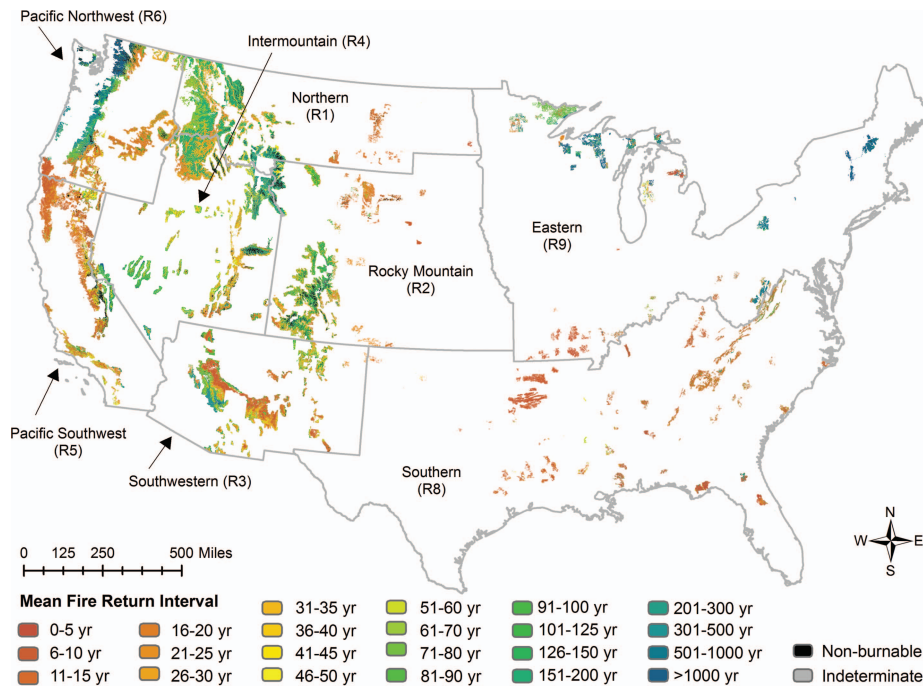 Pacific Northwest (R6)
Intermountain (R4)
Northern
(R1)
Eastern
(R9)
Rocky Mountain
(R2)
Pacific Southwest
(R5)
Southwestern (R3)
Southern
(R8)
0 125 250 500 Miles
N
W E
S
Mean Fire Return Interval
0-5 yr
6-10 yr
11-15 yr
16-20 yr
21-25 yr
26-30 yr
31-35 yr
36-40 yr
41-45 yr
46-50 yr
51-60 yr
61-70 yr
71-80 yr
81-90 yr
91-100 yr
101-125 yr
126-150 yr
151-200 yr
201-300 yr
301-500 yr
501-1000 yr
>1000 yr
Non-burnable
Indeterminate